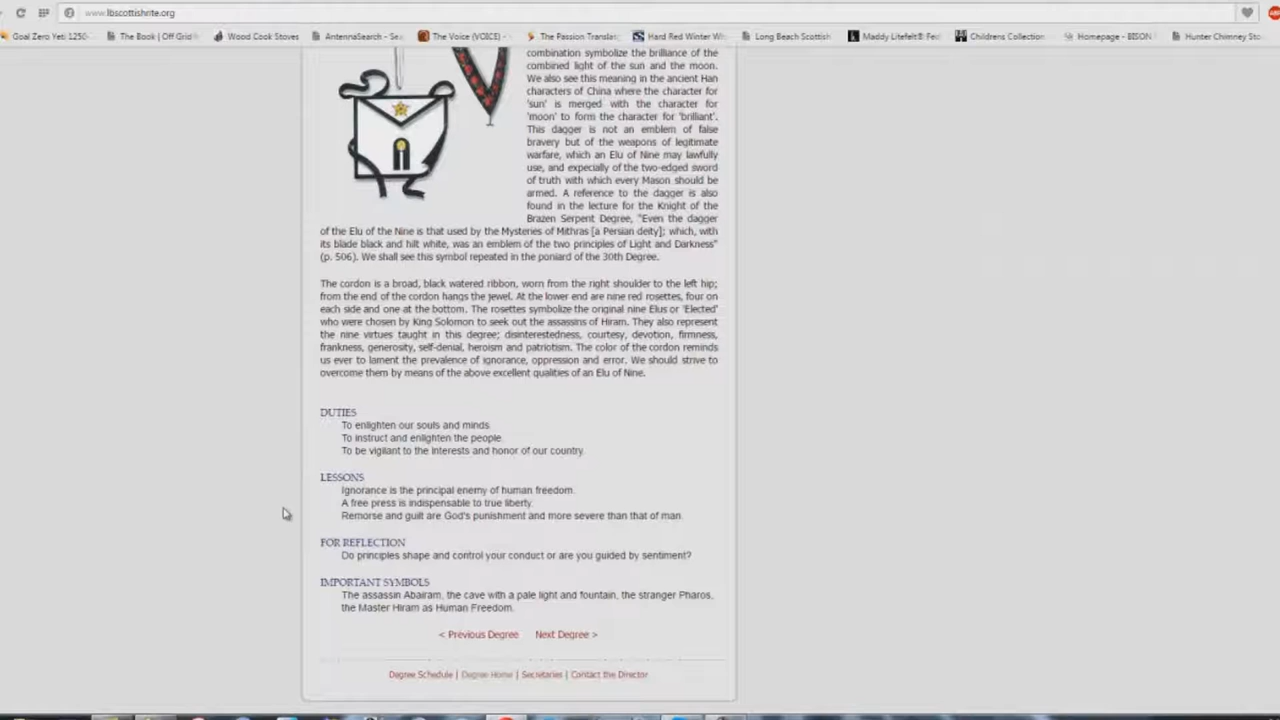 www.lbscottishrite.org
Goal Zero Yeti 1250 The Book | Off Grid Wood Cook Stoves AntennaSearch - Se The Voice (VOICE) - The Passion Translat Hard Red Winter Wh Long Beach Scottish Maddy Litefelt® Fe Childrens Collection Homepage - BISON Hunter Chimney Sto
combination symbolize the brilliance of the
combined light of the sun and the moon.
We also see this meaning in the ancient Han
characters of China where the character for
'sun' is merged with the character for
'moon' to form the character for 'brilliant'.
This dagger is not an emblem of false
bravery but of the weapons of legitimate
warfare, which an Elu of Nine may lawfully
use, and expecially of the two-edged sword
of truth with which every Mason should be
armed. A reference to the dagger is also
found in the lecture for the Knight of the
Brazen Serpent Degree, "Even the dagger
of the Elu of the Nine is that used by the Mysteries of Mithras [a Persian deity]; which, with
its blade black and hilt white, was an emblem of the two principles of Light and Darkness"
(p. 506). We shall see this symbol repeated in the poniard of the 30th Degree.
The cordon is a broad, black watered ribbon, worn from the right shoulder to the left hip;
from the end of the cordon hangs the jewel. At the lower end are nine red rosettes, four on
each side and one at the bottom. The rosettes symbolize the original nine Elus or 'Elected'
who were chosen by King Solomon to seek out the assassins of Hiram. They also represent
the nine virtues taught in this degree; disinterestedness, courtesy, devotion, firmness,
frankness, generosity, self-denial, heroism and patriotism. The color of the cordon reminds
us ever to lament the prevalence of ignorance, oppression and error. We should strive to
overcome them by means of the above excellent qualities of an Elu of Nine.
DUTIES
To enlighten our souls and minds.
To instruct and enlighten the people.
To be vigilant to the interests and honor of our country.
LESSONS
Ignorance is the principal enemy of human freedom.
A free press is indispensable to true liberty.
Remorse and guilt are God's punishment and more severe than that of man.
FOR REFLECTION
Do principles shape and control your conduct or are you guided by sentiment?
IMPORTANT SYMBOLS
The assassin Abairam, the cave with a pale light and fountain, the stranger Pharos,
the Master Hiram as Human Freedom.
< Previous Degree Next Degree >
Degree Schedule | Degree Home | Secretaries | Contact the Director